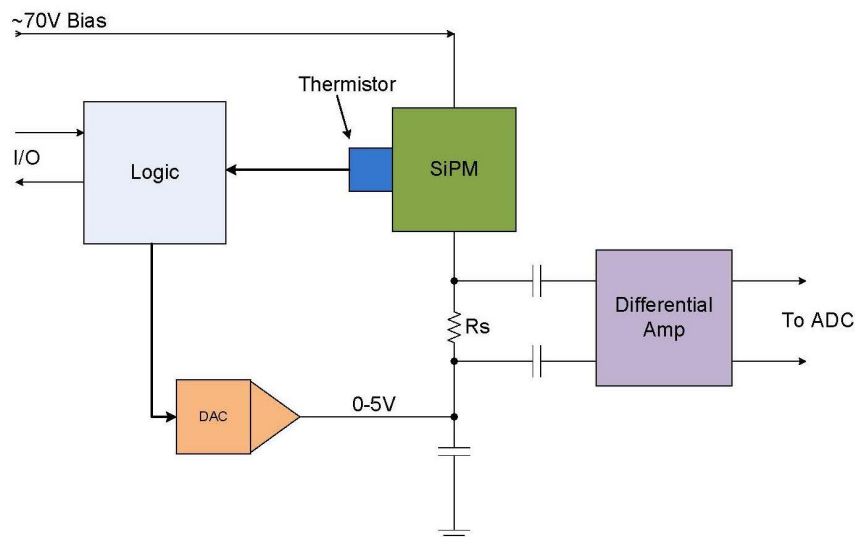 ~70V Bias
Thermistor
I/O
Logic
SiPM
Rs
Differential
Amp
To ADC
DAC
0-5V